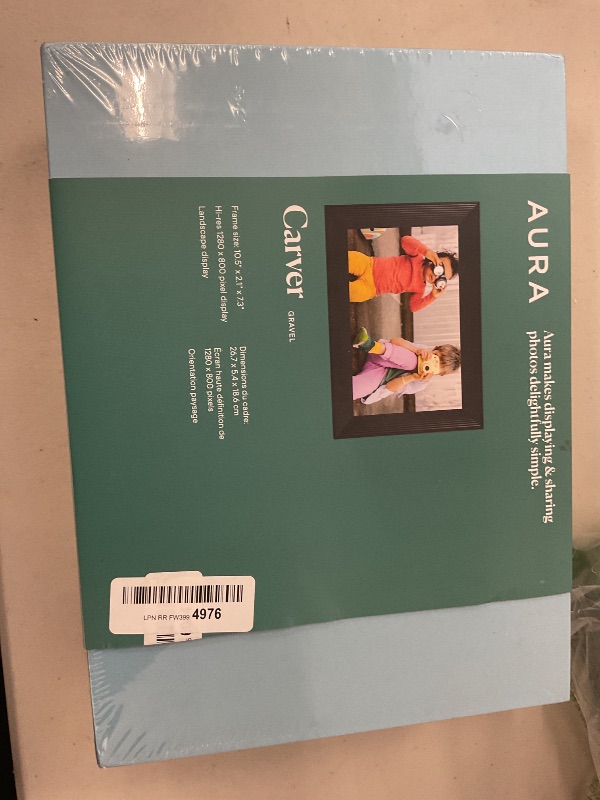 AURA
Aura makes displaying & sharing
photos delightfully simple.
Carver GRAVEL
Frame size: 10.5" x 2.1" x 7.3"
Hi-res 1280 x 800 pixel display
Landscape display
Dimensions du cadre:
26.7 x 5.4 x 18.6 cm
Écran haute définition de
1280 x 800 pixels
Orientation paysage
LPN RR FW399 4976